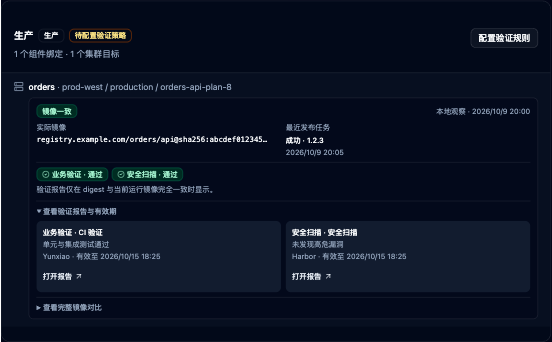 生产 生产 待配置验证策略
配置验证规则
1 个组件绑定 · 1 个集群目标
orders · prod-west / production / orders-api-plan-8
镜像一致
本地观察 · 2026/10/9 20:00
实际镜像
registry.example.com/orders/api@sha256:abcdef012345…
最近发布任务
成功 · 1.2.3
2026/10/9 20:05
业务验证 · 通过 安全扫描 · 通过
验证报告仅在 digest 与当前运行镜像完全一致时显示。
▼查看验证报告与有效期
业务验证 · CI 验证
单元与集成测试通过
Yunxiao · 有效至 2026/10/15 18:25
打开报告 ↗
安全扫描 · 安全扫描
未发现高危漏洞
Harbor · 有效至 2026/10/15 18:25
打开报告 ↗
▶查看完整镜像对比